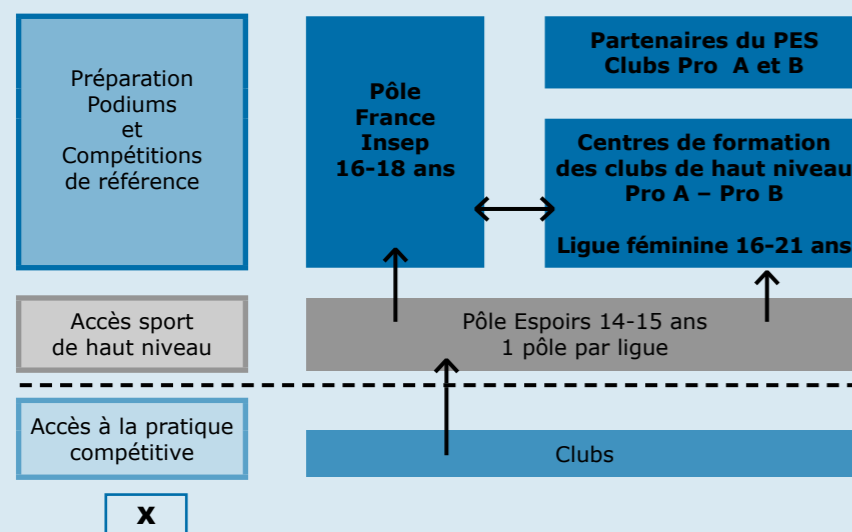 Préparation
Podiums
et
Compétitions
de référence
Pôle
France
Insep
16-18 ans
Partenaires du PES
Clubs Pro A et B
Centres de formation
des clubs de haut niveau
Pro A – Pro B
Ligue féminine 16-21 ans
Accès sport
de haut niveau
Pôle Espoirs 14-15 ans
1 pôle par ligue
Accès à la pratique
compétitive
Clubs
X